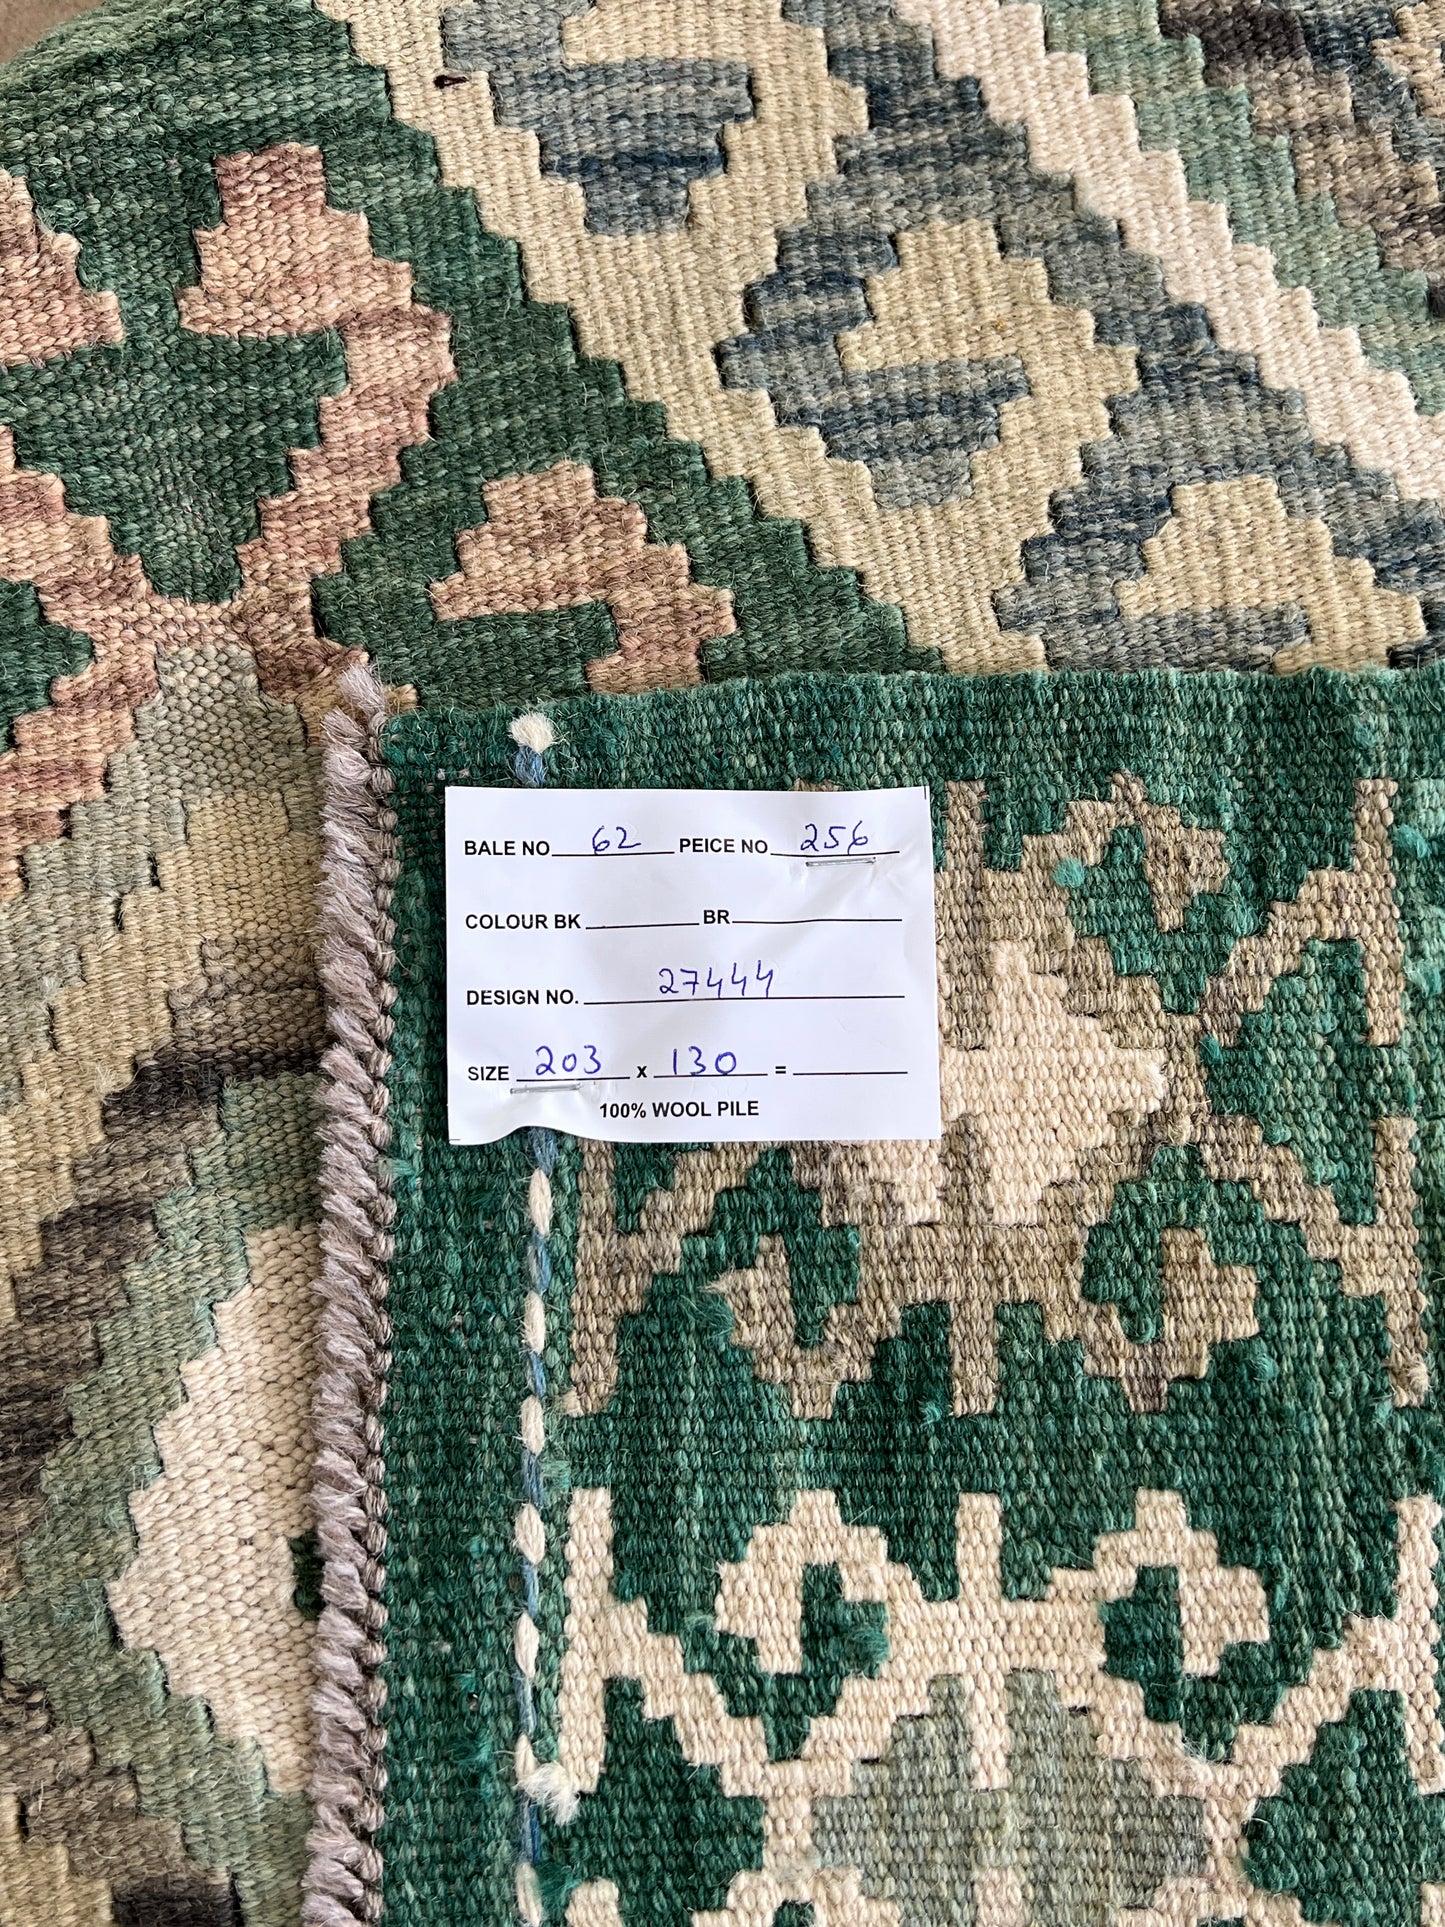 BALE NO 62 PEICE NO 256
COLOUR BK BR
DESIGN NO. 27444
SIZE 203 x 130 =
100% WOOL PILE